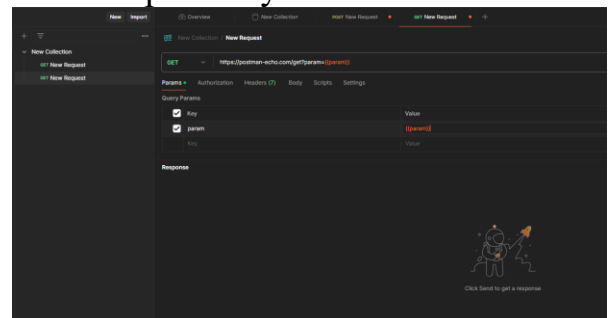 New Import Overview New Collection POST New Request GET New Request +
New Collection / New Request
New Collection
GET https://postman-echo.com/get?param={{param}}
GET New Request
GET New Request
Params Authorization Headers (7) Body Scripts Settings
Query Params
Key Value
param {{param}}
Key Value
Response
Click Send to get a response